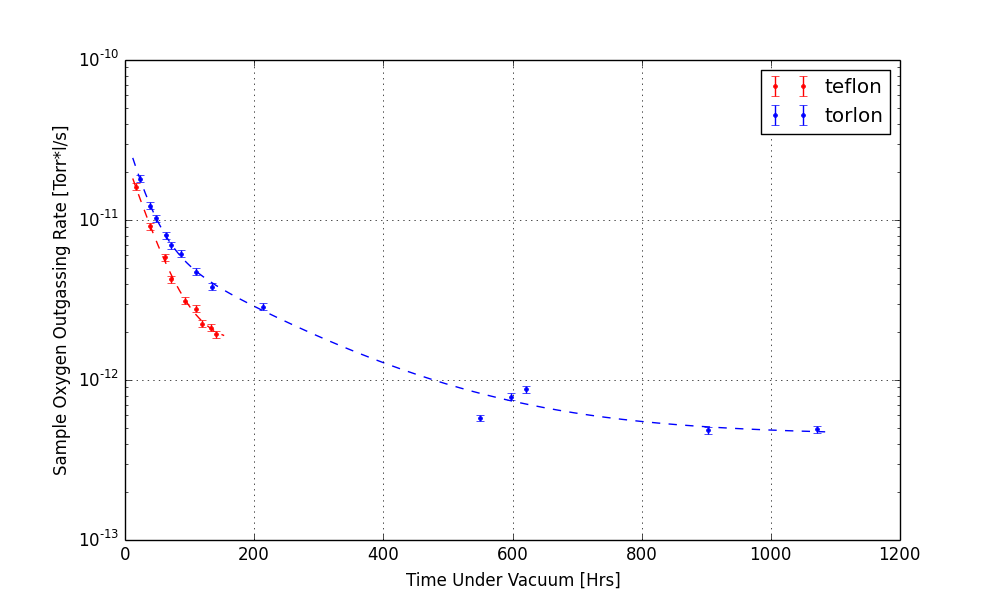 10^-10
10^-11
10^-12
10^-13
Sample Oxygen Outgassing Rate [Torr*l/s]
teflon
torlon
0 200 400 600 800 1000 1200
Time Under Vacuum [Hrs]